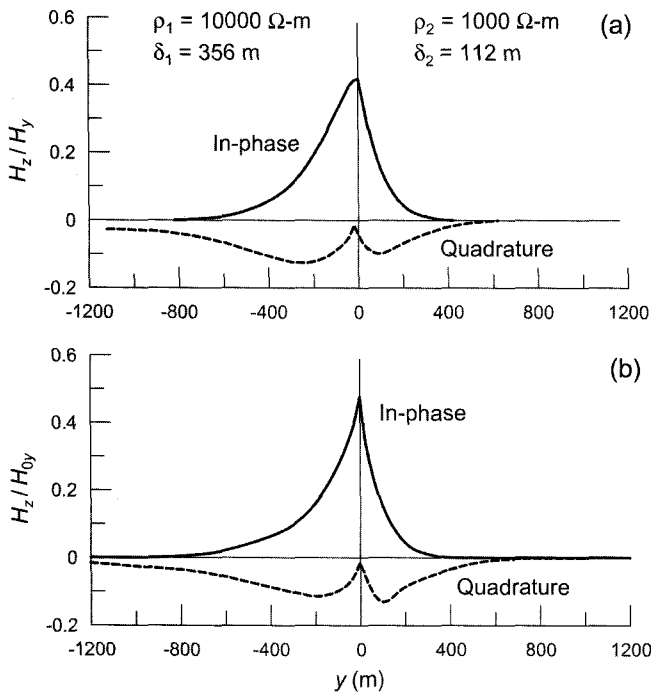 0.6
ρ1 = 10000 Ω-m
ρ2 = 1000 Ω-m
(a)
δ1 = 356 m
δ2 = 112 m
0.4
In-phase
Hz / Hy
0.2
0
Quadrature
-0.2
-1200 -800 -400 0 400 800 1200
0.6
(b)
In-phase
0.4
Hz / H0y
0.2
0
Quadrature
-0.2
-1200 -800 -400 0 400 800 1200
y (m)